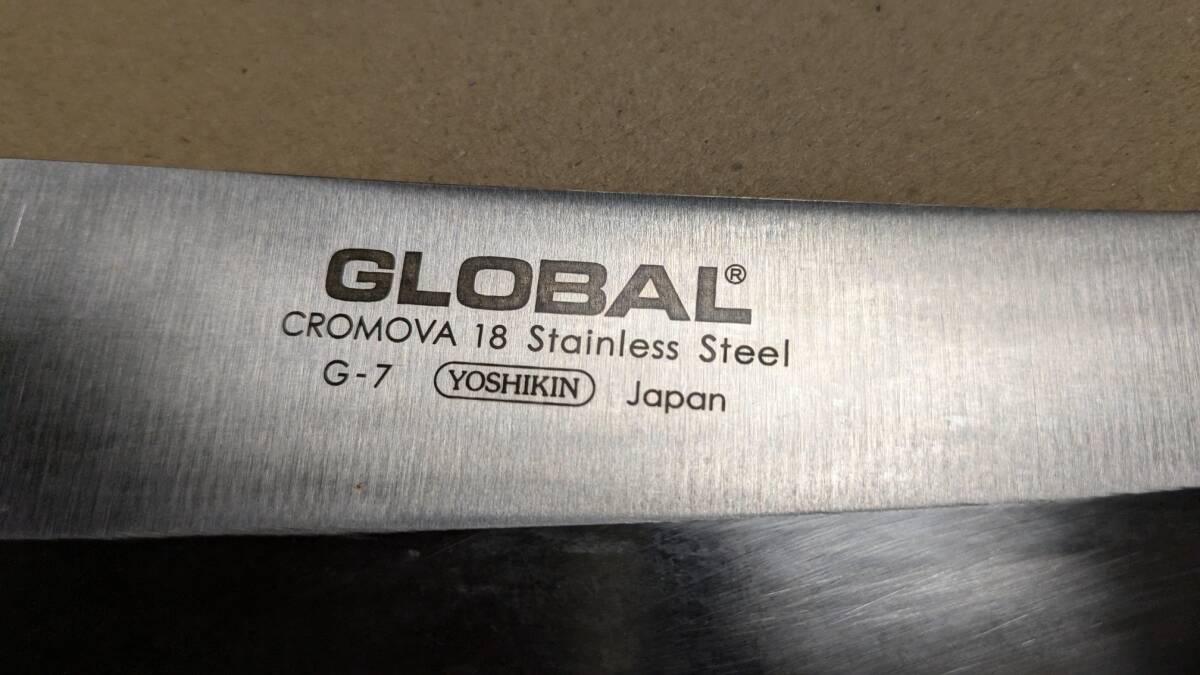 GLOBAL®
CROMOVA 18 Stainless Steel
G-7 YOSHIKIN Japan